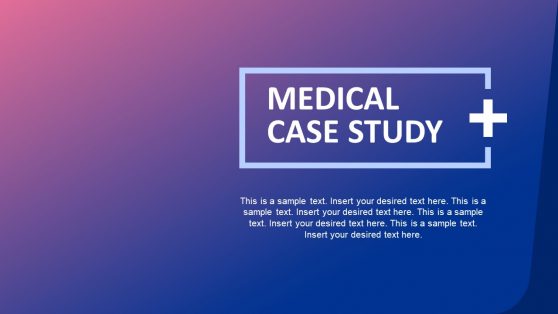 MEDICAL
CASE STUDY
This is a sample text. Insert your desired text here. This is a
sample text. Insert your desired text here. This is a sample
text. Insert your desired text here. This is a sample text.
Insert your desired text here.